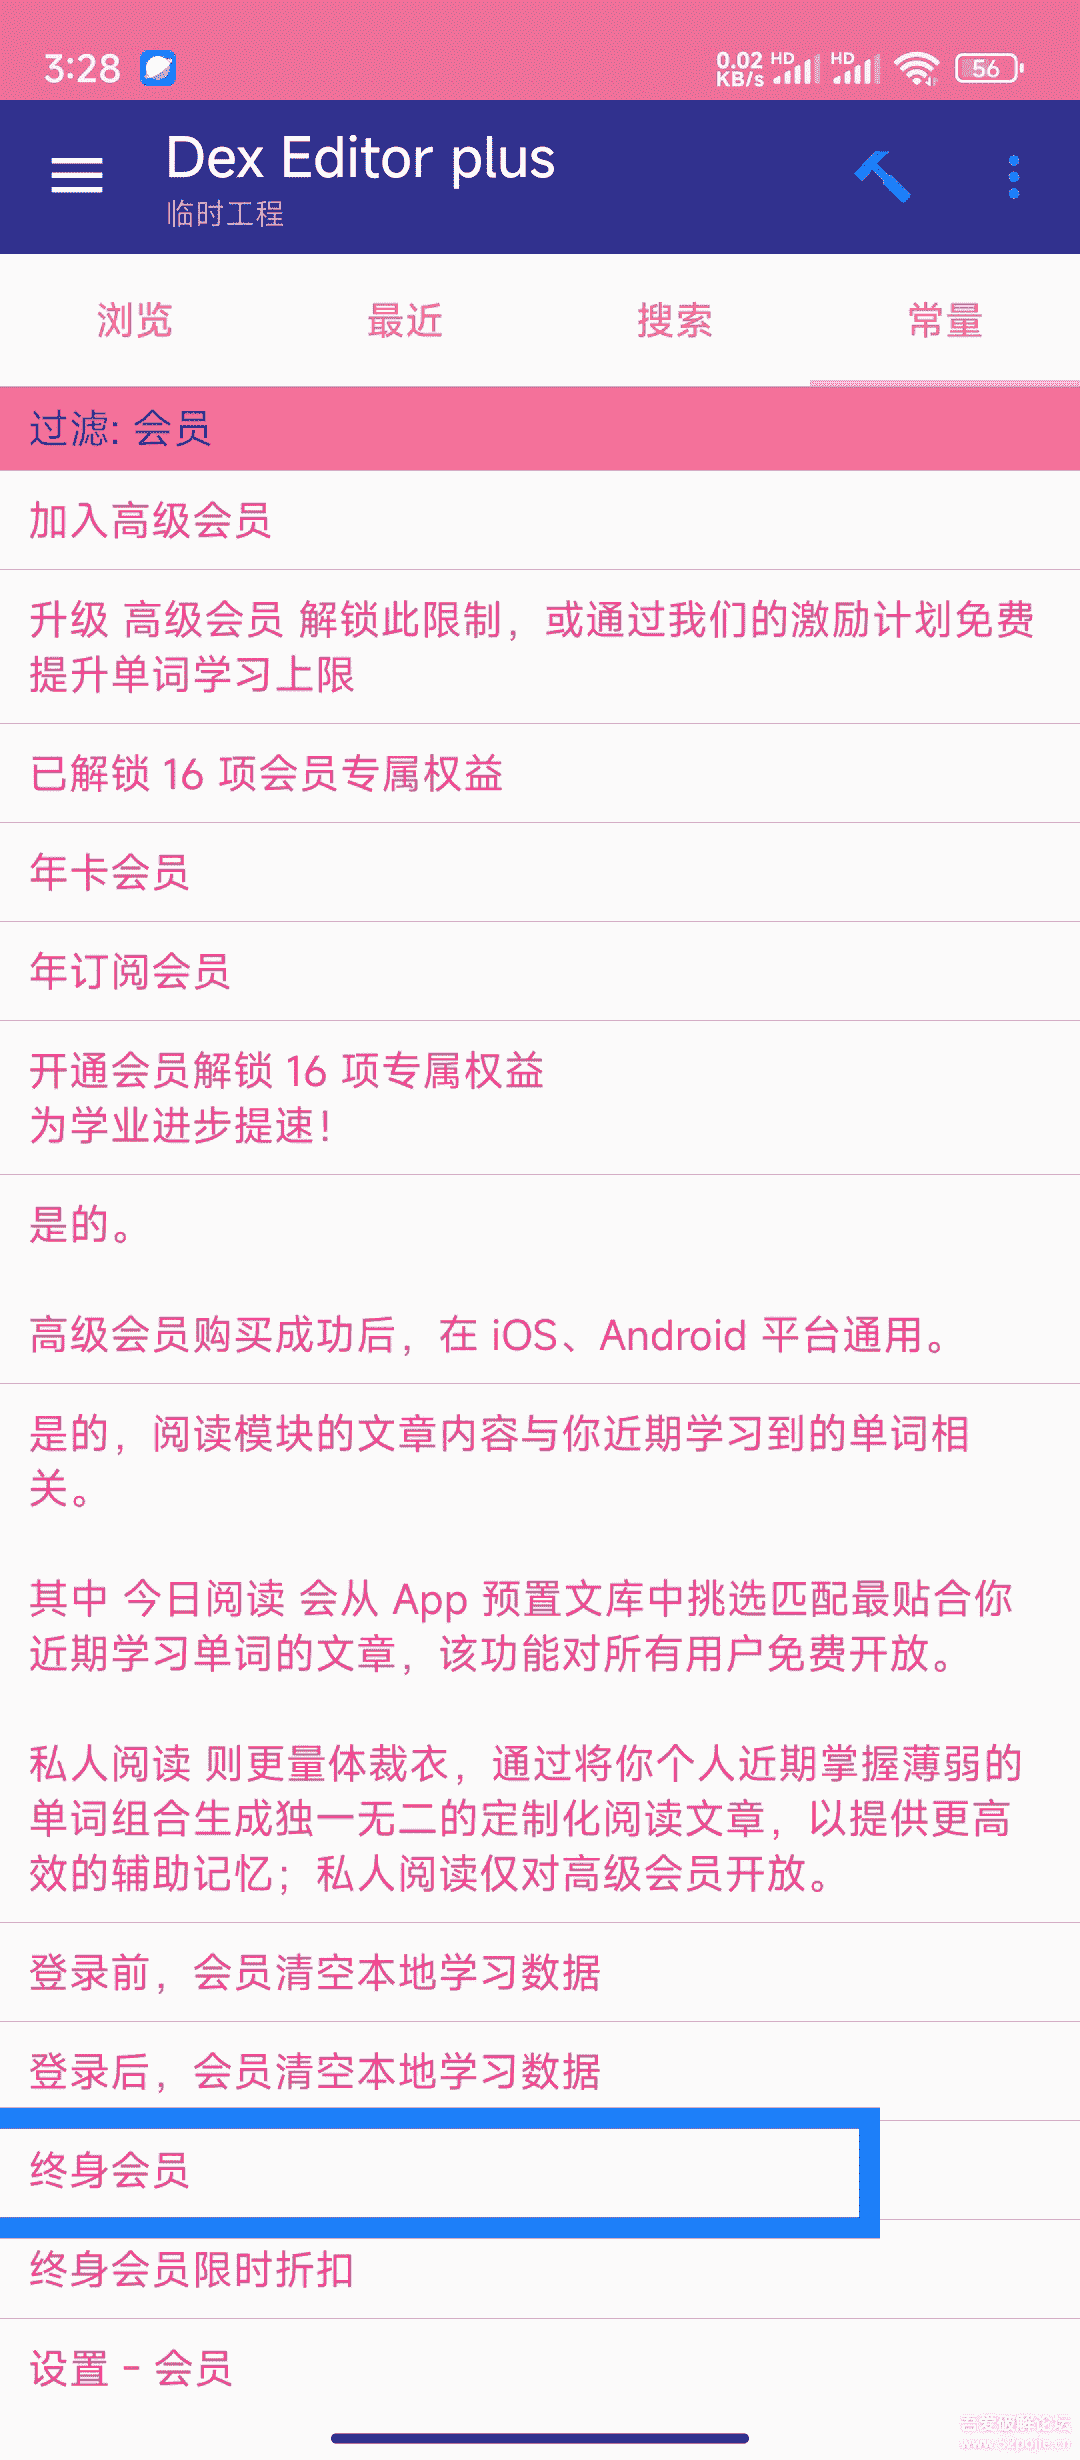 3:28
0.02 KB/s HD HD 56
Dex Editor plus
临时工程
浏览 最近 搜索 常量
过滤: 会员
加入高级会员
升级 高级会员 解锁此限制，或通过我们的激励计划免费
提升单词学习上限
已解锁 16 项会员专属权益
年卡会员
年订阅会员
开通会员解锁 16 项专属权益
为学业进步提速！
是的。
高级会员购买成功后，在 iOS、Android 平台通用。
是的，阅读模块的文章内容与你近期学习到的单词相
关。
其中 今日阅读 会从 App 预置文库中挑选匹配最贴合你
近期学习单词的文章，该功能对所有用户免费开放。
私人阅读 则更量体裁衣，通过将你个人近期掌握薄弱的
单词组合生成独一无二的定制化阅读文章，以提供更高
效的辅助记忆；私人阅读仅对高级会员开放。
登录前，会员清空本地学习数据
登录后，会员清空本地学习数据
终身会员
终身会员限时折扣
设置 - 会员
吾爱破解论坛
www.52pojie.cn